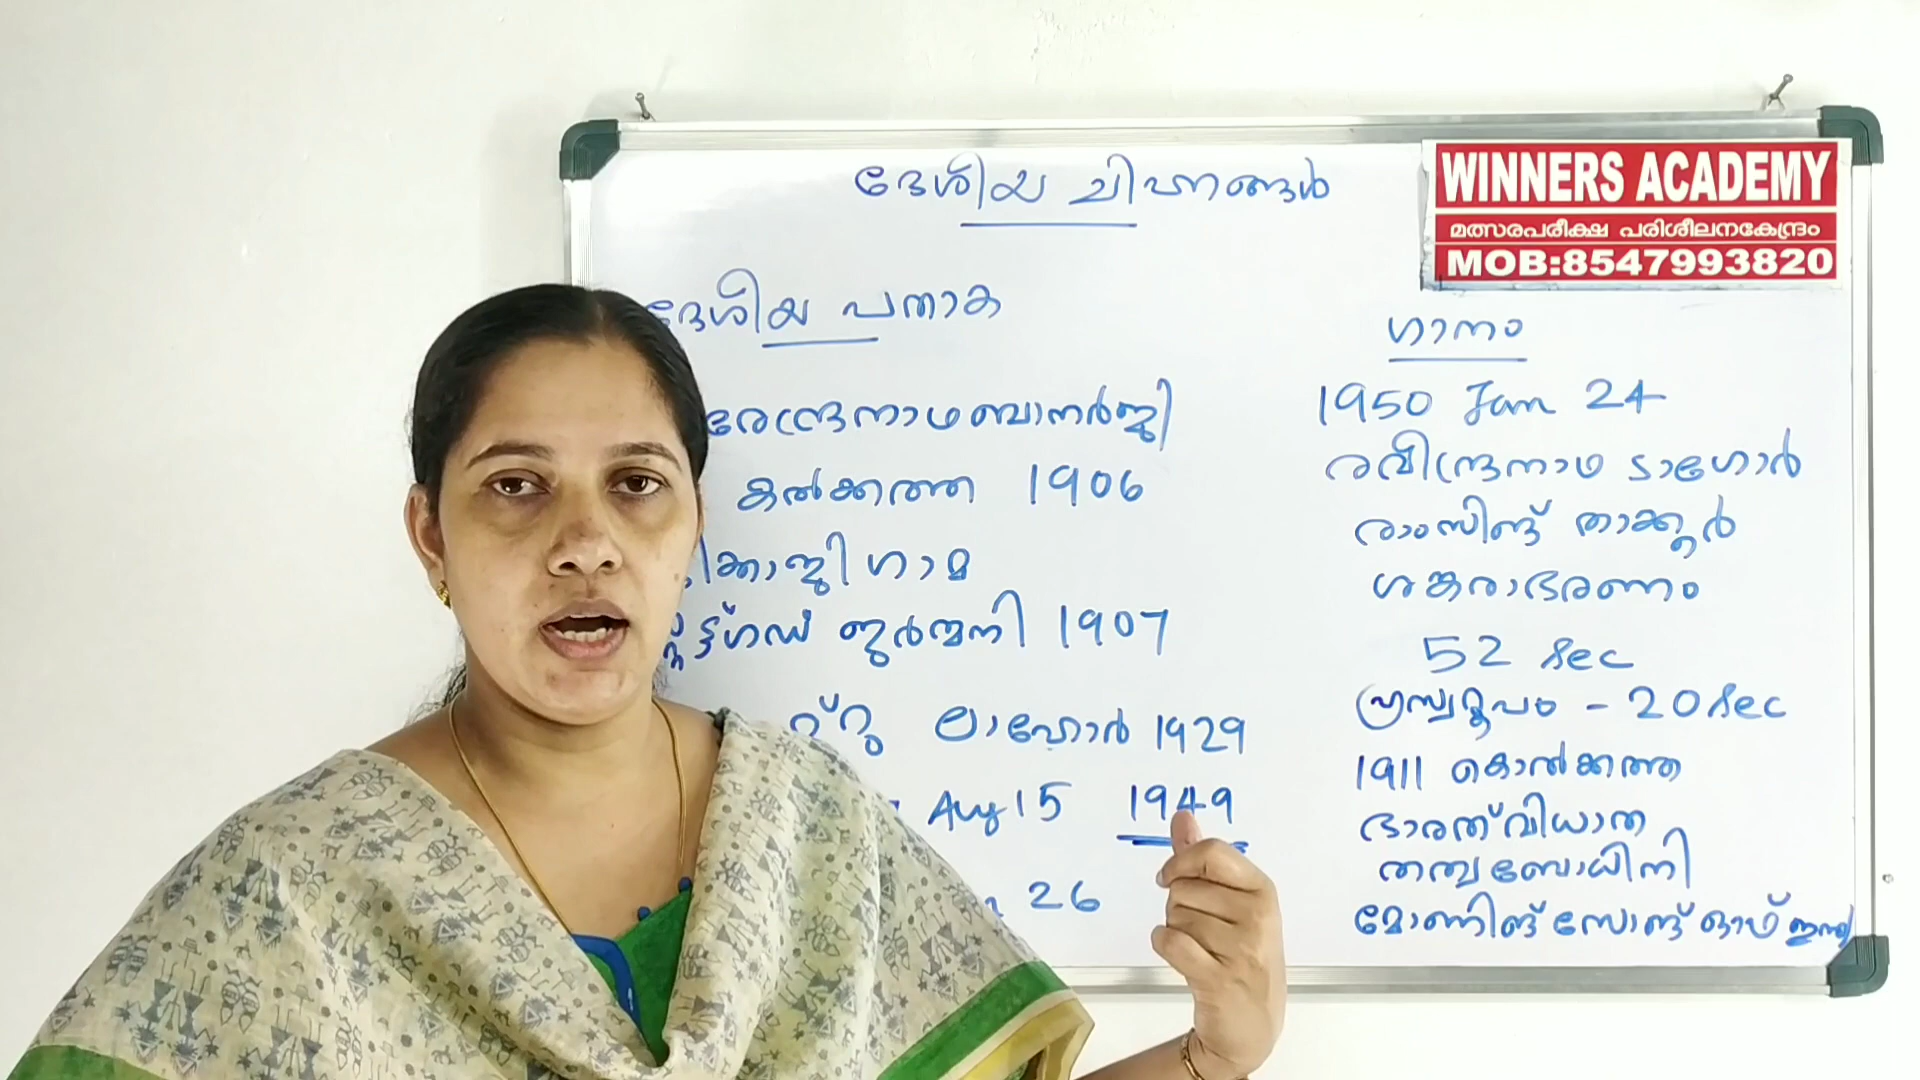 ദേശീയ ചിഹ്നങ്ങൾ
WINNERS ACADEMY
മത്സരപരീക്ഷ പരിശീലനകേന്ദ്രം
MOB:8547993820
ദേശീയ പതാക
രേന്ദ്രനാഥബാനർജ്ജി
കൽക്കത്ത 1906
ിക്കാജി ഗാമ
ജർമ്മനി 1907
ലാഹോർ 1929
Aug 15 1949
26
ഗാനം
1950 Jan 24
രവീന്ദ്രനാഥ ടാഗോർ
രാംസിങ്ങ് താക്കൂർ
ശങ്കരാഭരണം
52 sec
ഹ്രസ്വരൂപം - 20 sec
1911 കൊൽക്കത്ത
ഭാരത് വിധാത
തത്വബോധിനി
മോണിങ്ങ് സോങ്ങ് ഓഫ് ഇന്ത്യ